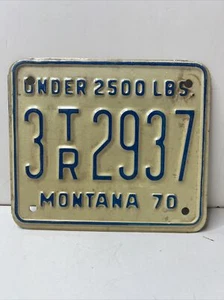 UNDER 2500 LBS.
3 TR 2937
MONTANA 70